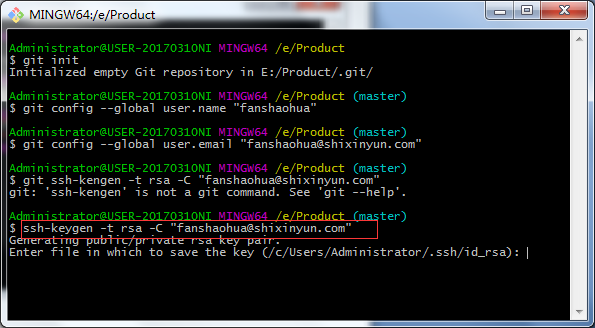 MINGW64:/e/Product
Administrator@USER-20170310NI MINGW64 /e/Product
$ git init
Initialized empty Git repository in E:/Product/.git/
Administrator@USER-20170310NI MINGW64 /e/Product (master)
$ git config --global user.name "fanshaohua"
Administrator@USER-20170310NI MINGW64 /e/Product (master)
$ git config --global user.email "fanshaohua@shixinyun.com"
Administrator@USER-20170310NI MINGW64 /e/Product (master)
$ git ssh-kengen -t rsa -C "fanshaohua@shixinyun.com"
git: 'ssh-kengen' is not a git command. See 'git --help'.
Administrator@USER-20170310NI MINGW64 /e/Product (master)
$ ssh-keygen -t rsa -C "fanshaohua@shixinyun.com"
Generating public/private rsa key pair.
Enter file in which to save the key (/c/Users/Administrator/.ssh/id_rsa):